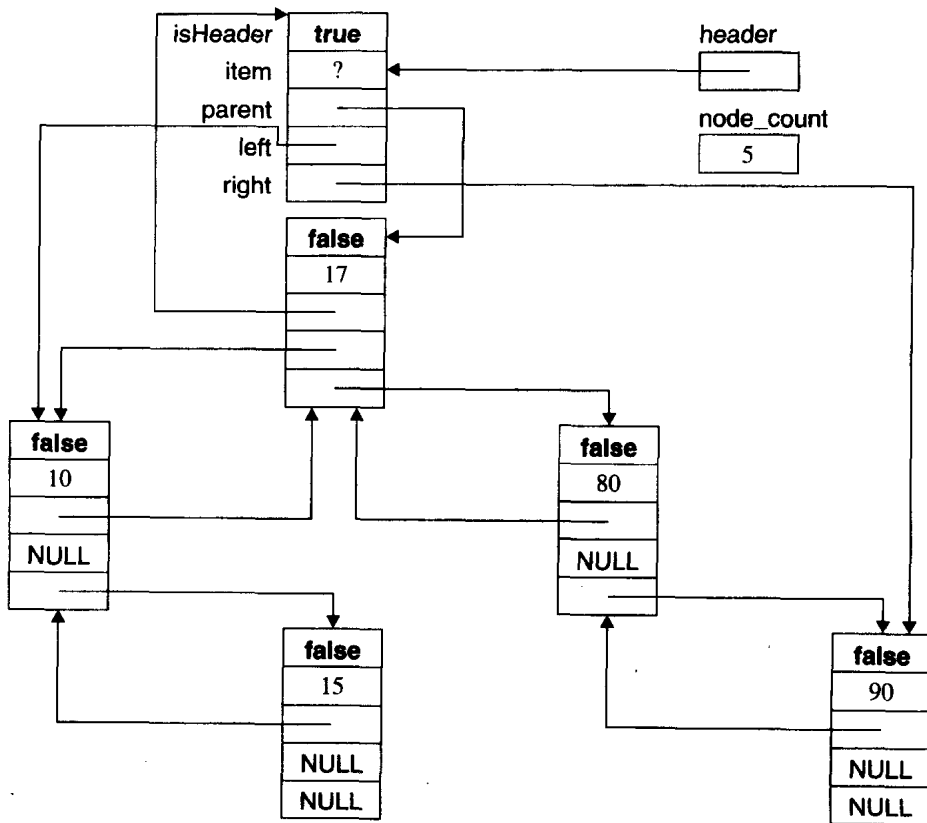 isHeader true
item ?
parent
left
right
header
node_count
5
false
17
false
10
NULL
false
80
NULL
false
15
NULL
NULL
false
90
NULL
NULL